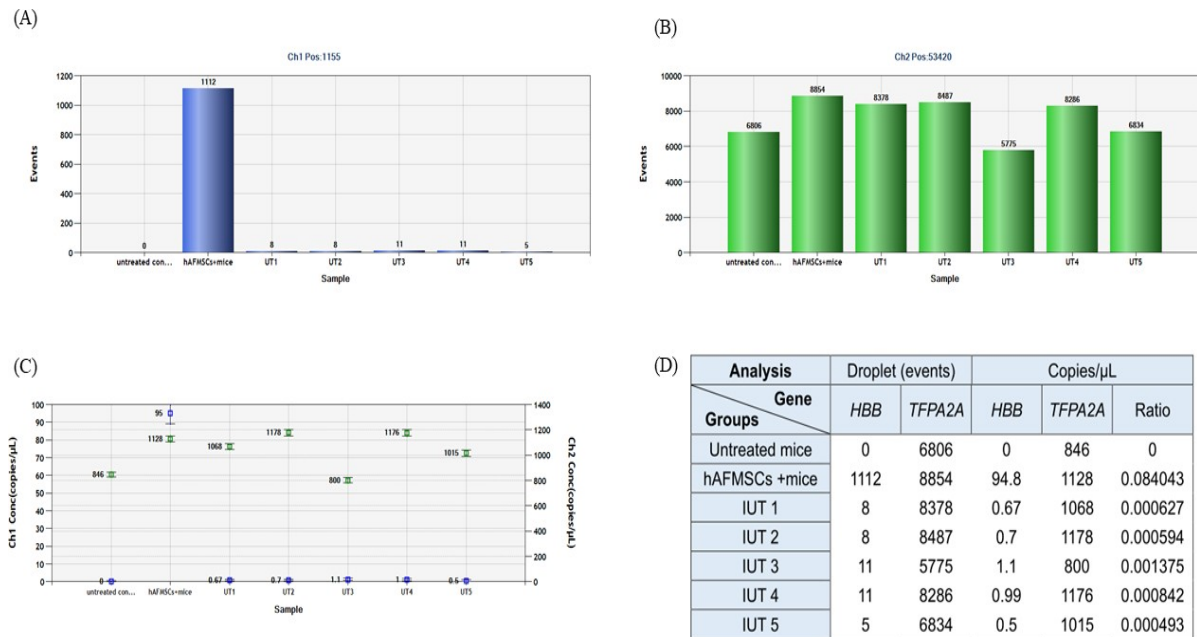 (A)
Ch1 Pos:1155
Events
1200
1000
800
600
400
200
0
0
1112
8
8
11
11
5
untreated con... hAFMSCs+mice UT1 UT2 UT3 UT4 UT5
Sample
(B)
Ch2 Pos:53420
Events
10000
8000
6000
4000
2000
0
6806
8854
8378
8487
5775
8286
6834
untreated con... hAFMSCs+mice UT1 UT2 UT3 UT4 UT5
Sample
(C)
Ch1 Conc(copies/µL)
100
90
80
70
60
50
40
30
20
10
0
846
95
1128
1068
1178
800
1176
1015
0
0.67
0.7
1.1
1
0.5
1400
1200
1000
800
600
400
200
0
Ch2 Conc(copies/µL)
untreated con... hAFMSCs+mice UT1 UT2 UT3 UT4 UT5
Sample
(D)
Analysis Droplet (events) Copies/µL
Gene
Groups HBB TFPA2A HBB TFPA2A Ratio
Untreated mice 0 6806 0 846 0
hAFMSCs +mice 1112 8854 94.8 1128 0.084043
IUT 1 8 8378 0.67 1068 0.000627
IUT 2 8 8487 0.7 1178 0.000594
IUT 3 11 5775 1.1 800 0.001375
IUT 4 11 8286 0.99 1176 0.000842
IUT 5 5 6834 0.5 1015 0.000493